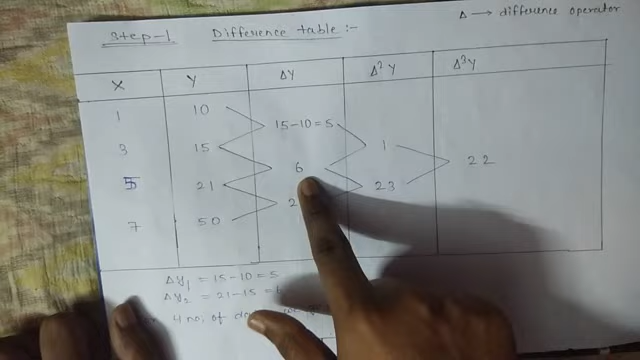 Δ → difference operator
Step-1 Difference table :-
X Y ΔY Δ²Y Δ³Y
1 10
15-10=5
3 15 1
6 22
5 21 23
2
7 50
Δy₁ = 15-10=5
Δy₂ = 21-15 =
4 no. of